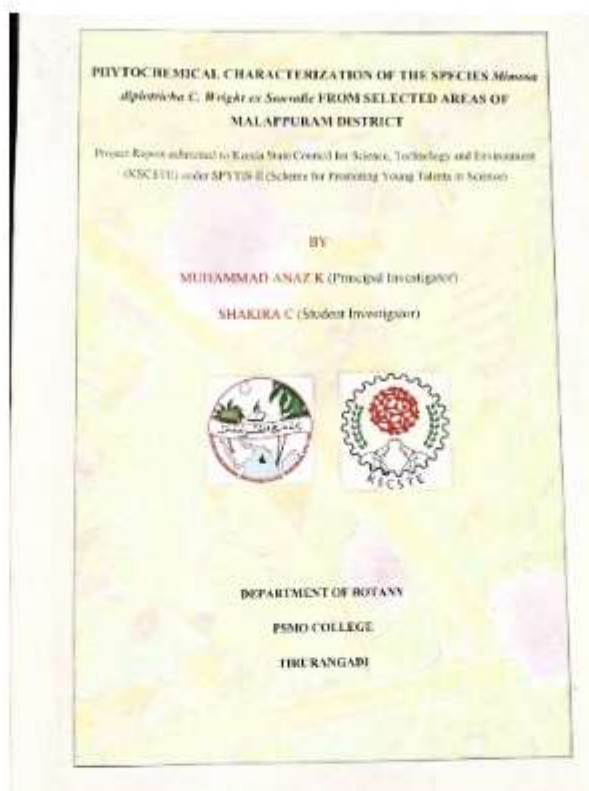 PHYTOCHEMICAL CHARACTERIZATION OF THE SPECIES Mimosa
diplotricha C. Wright ex Sauvalle FROM SELECTED AREAS OF
MALAPPURAM DISTRICT
Project Report submitted to Kerala State Council for Science, Technology and Environment
(KSCSTE) under SPYTIS-II (Scheme for Promoting Young Talents in Science)
BY
MUHAMMAD ANAZ K (Principal Investigator)
SHAKIRA C (Student Investigator)
KSCSTE
DEPARTMENT OF BOTANY
PSMO COLLEGE
TIRURANGADI